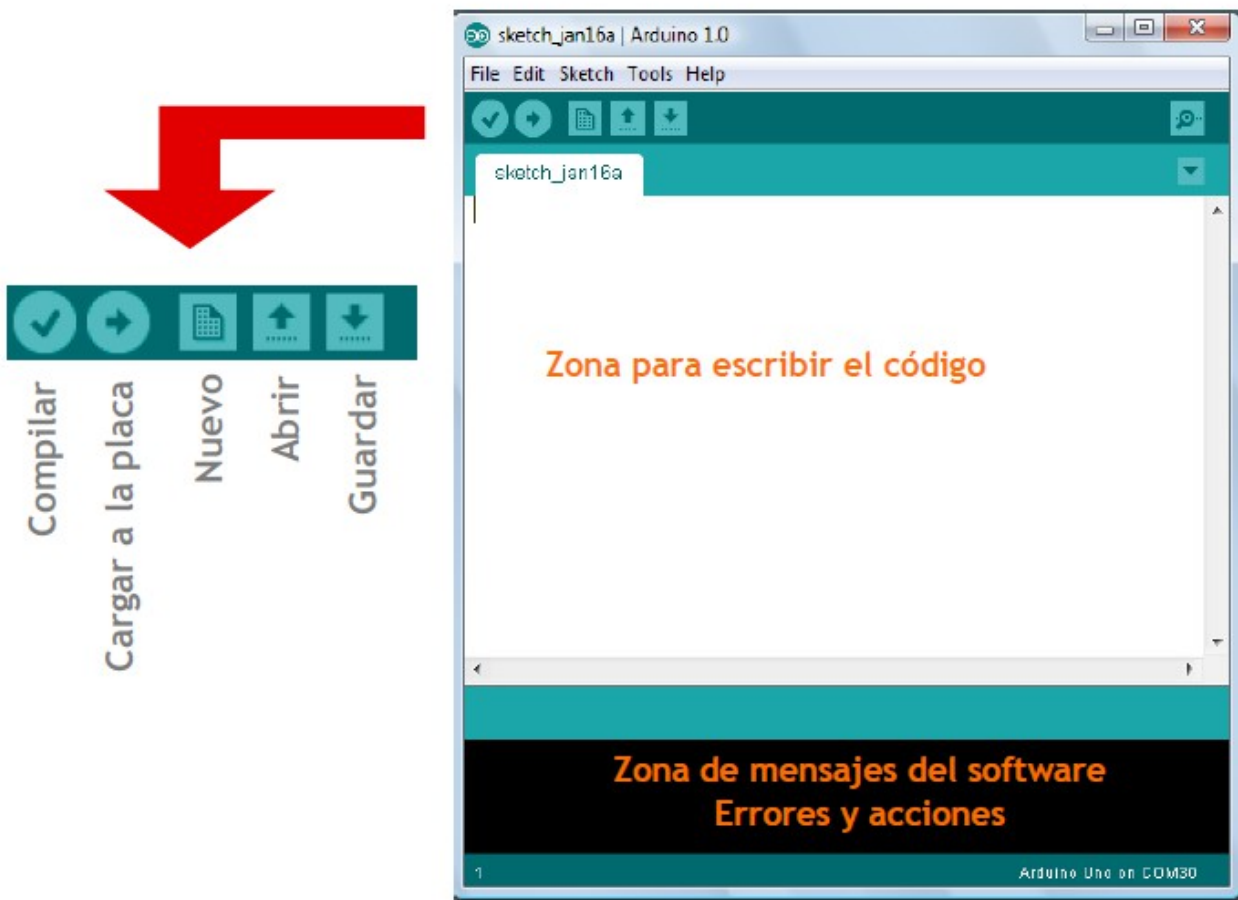 sketch_jan16a | Arduino 1.0
File Edit Sketch Tools Help
sketch_jan16a
Zona para escribir el código
Compilar
Cargar a la placa
Nuevo
Abrir
Guardar
Zona de mensajes del software
Errores y acciones
1
Arduino Uno on COM30